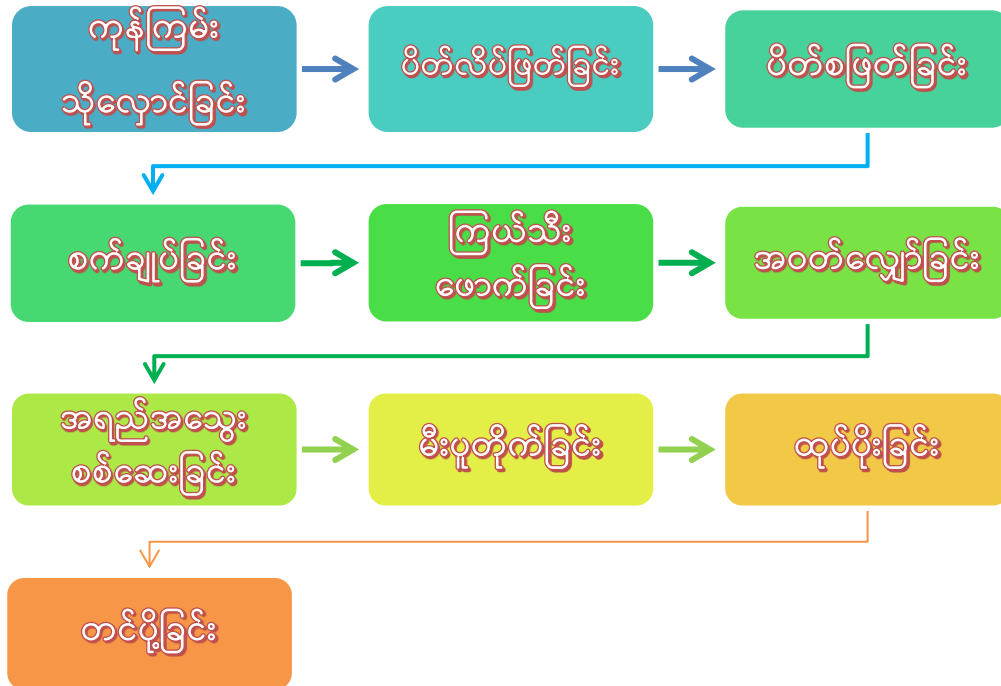 ကုန်ကြမ်း
သိုလှောင်ခြင်း
ပိတ်လိပ်ဖြတ်ခြင်း
ပိတ်စဖြတ်ခြင်း
စက်ချုပ်ခြင်း
ကြယ်သီး
ဖောက်ခြင်း
အဝတ်လျှော်ခြင်း
အရည်အသွေး
စစ်ဆေးခြင်း
မီးပူတိုက်ခြင်း
ထုပ်ပိုးခြင်း
တင်ပို့ခြင်း